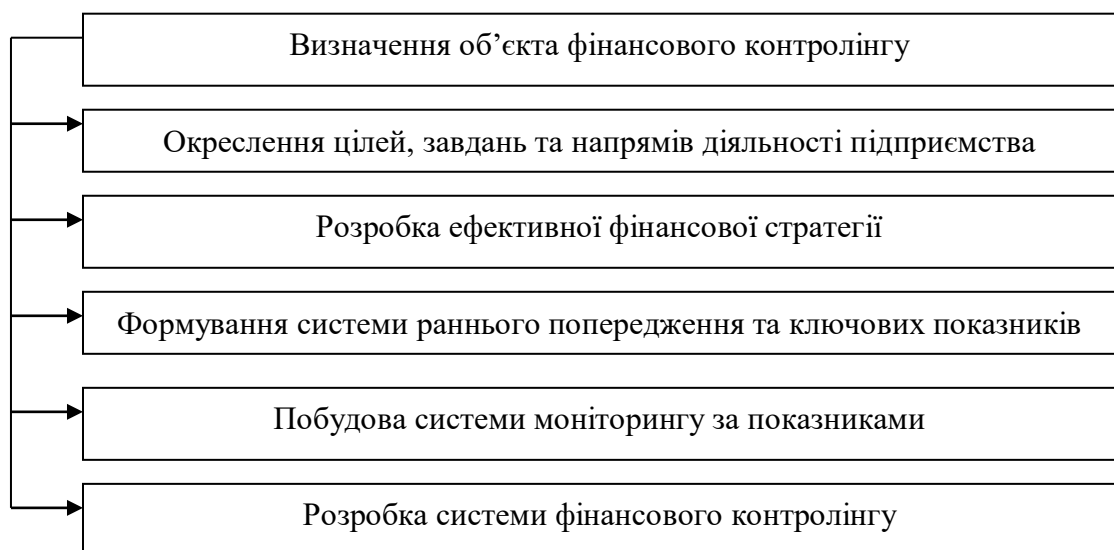 Визначення об’єкта фінансового контролінгу
Окреслення цілей, завдань та напрямів діяльності підприємства
Розробка ефективної фінансової стратегії
Формування системи раннього попередження та ключових показників
Побудова системи моніторингу за показниками
Розробка системи фінансового контролінгу